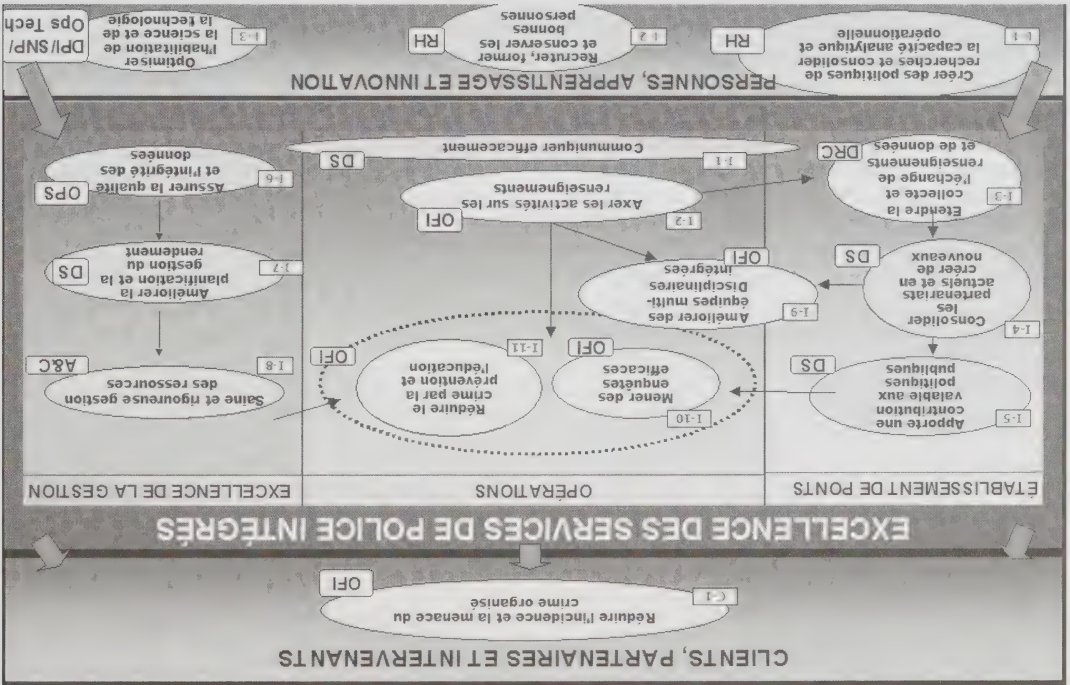 CLIENTS, PARTENAIRES ET INTERVENANTS
C-1
Réduire l'incidence et la menace du
crime organisé
OFI
EXCELLENCE DES SERVICES DE POLICE INTÉGRÉS
ÉTABLISSEMENT DE PONTS
OPÉRATIONS
EXCELLENCE DE LA GESTION
I-5
Apporte une
contribution
valable aux
politiques
publiques
DS
I-4
Consolider
les
partenariats
actuels et en
créer de
nouveaux
DS
I-3
Etendre la
collecte et
l'échange de
renseignements
et de données
DRC
I-10
Mener des
enquêtes
efficaces
OFI
I-11
Réduire le
crime par la
prévention et
l'éducation
OFI
I-9
Améliorer des
équipes multi-
Disciplinaires
intégrées
OFI
I-2
Axer les activités sur les
renseignements
OFI
I-1
Communiquer efficacement
DS
I-8
Saine et rigoureuse gestion
des ressources
A&C
I-7
Améliorer la
planification et la
gestion du
rendement
DS
I-6
Assurer la qualité
et l'intégrité des
données
OPS
PERSONNES, APPRENTISSAGE ET INNOVATION
1-1
Créer des politiques de
recherches et consolider
la capacité analytique et
opérationnelle
RH
1-2
Recruter, former
et conserver les
bonnes
personnes
RH
1-3
Optimiser
l'habilitation de
la science et de
la technologie
DPI/SNP/
Ops Tech